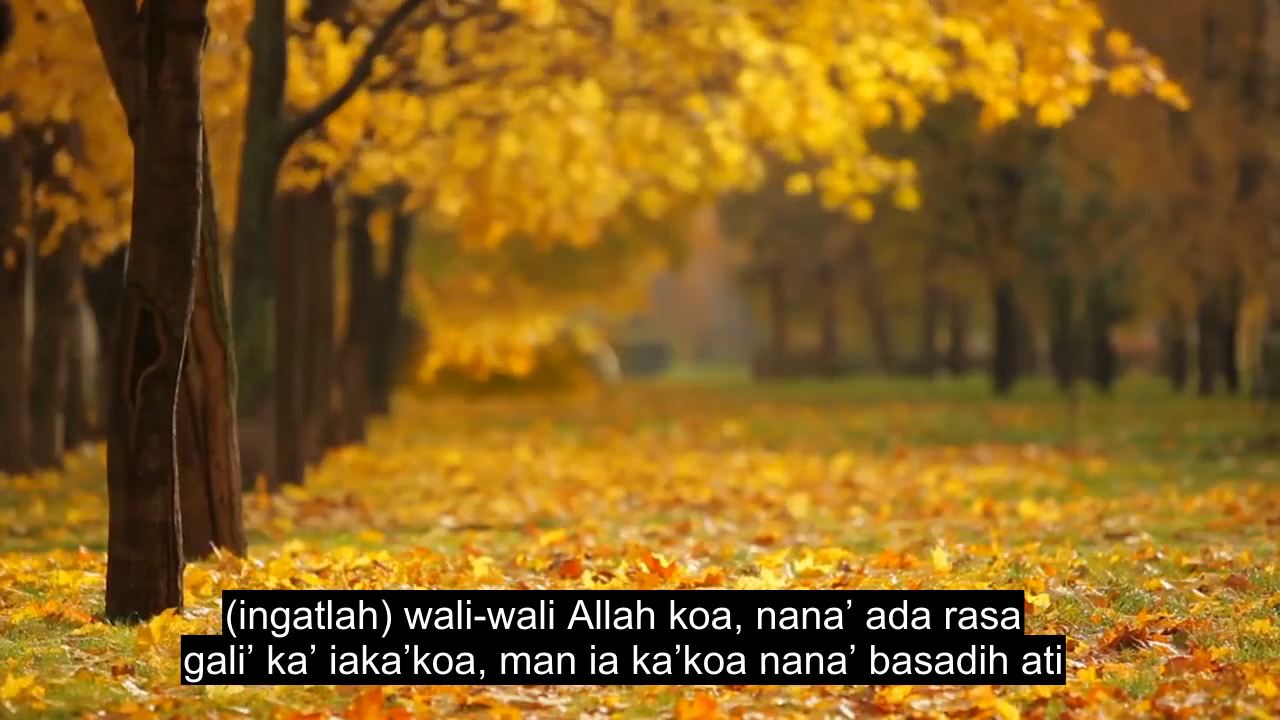 (ingatlah) wali-wali Allah koa, nana’ ada rasa
gali’ ka’ iaka’koa, man ia ka’koa nana’ basadih ati